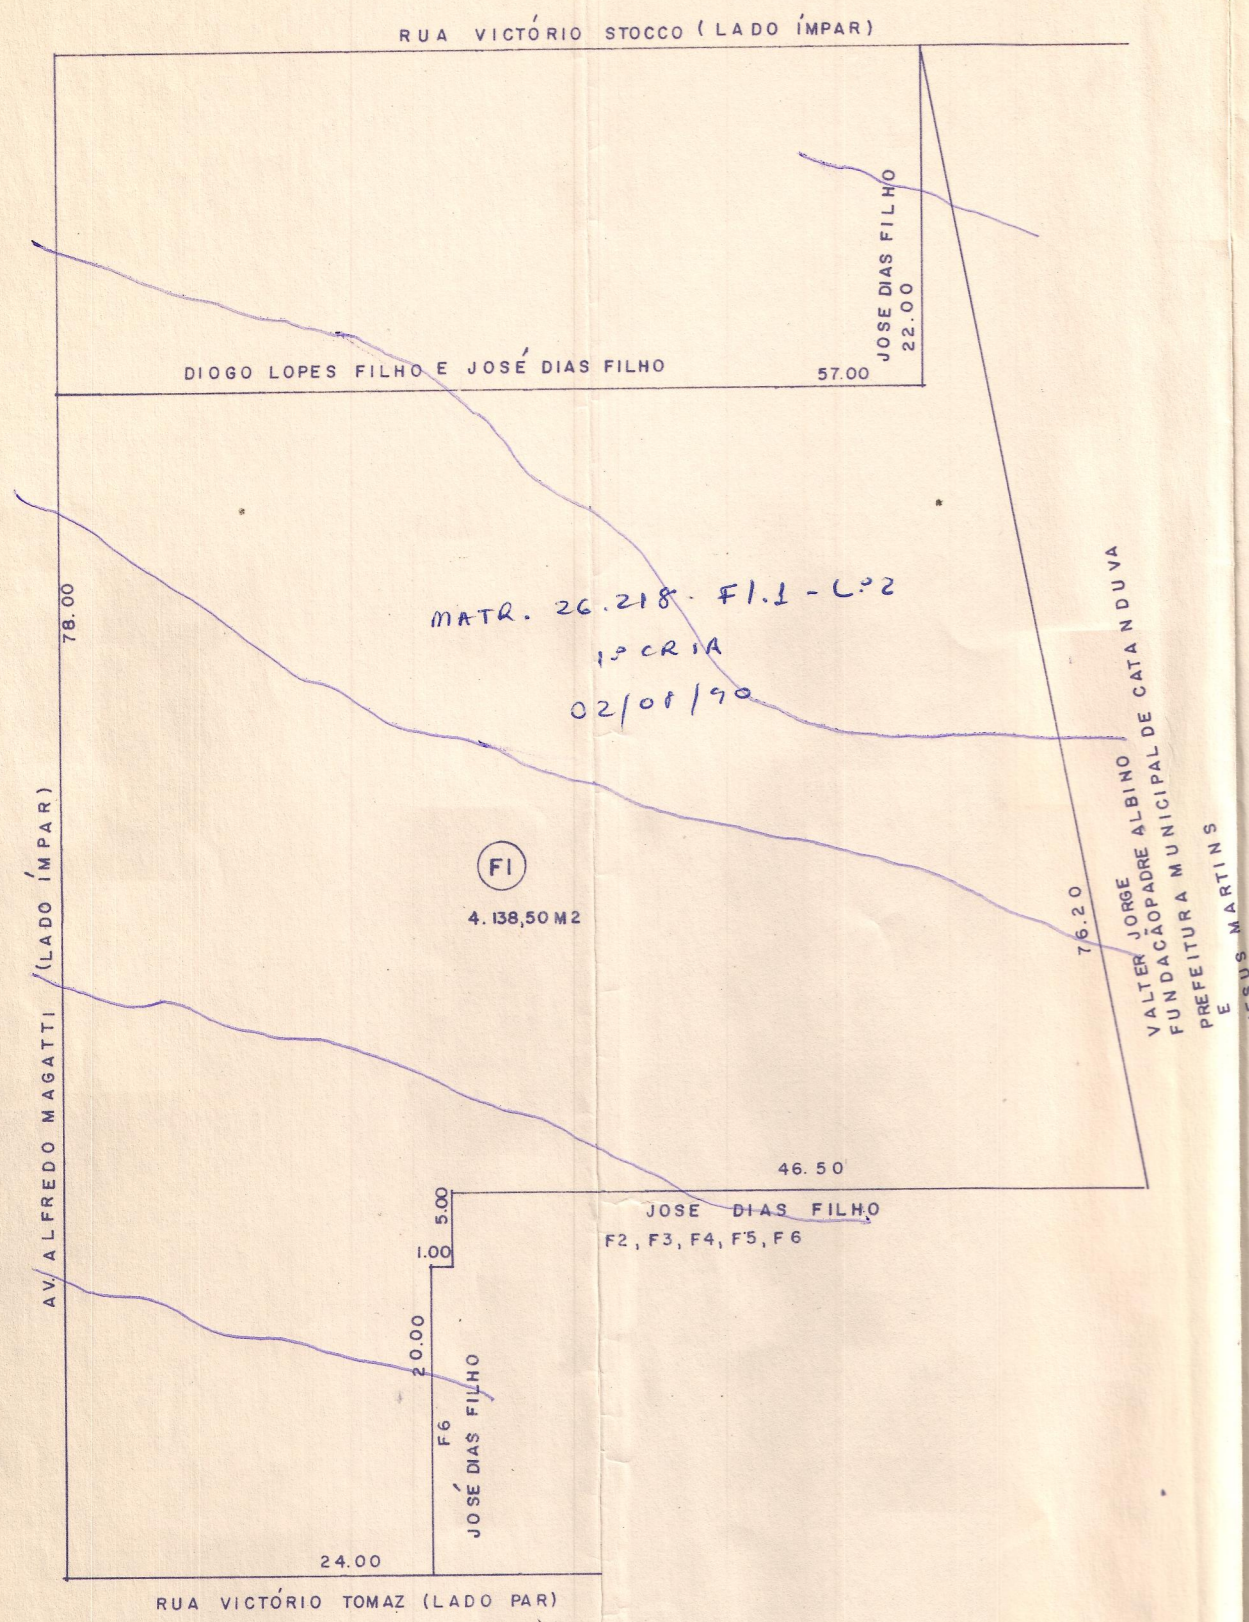 RUA VICTÓRIO STOCCO (LADO ÍMPAR)
JOSE DIAS FILHO
22.00
DIOGO LOPES FILHO E JOSÉ DIAS FILHO
57.00
78.00
MATR. 26.218 - Fl.1 - Lº 2
1º CRIA
02/08/90
AV. ALFREDO MAGATTI (LADO ÍMPAR)
F1
4.138,50 M2
76.20
VALTER JORGE
FUNDAÇÃO PADRE ALBINO
PREFEITURA MUNICIPAL DE CATANDUVA
E
MARTINS
46.50
JOSE DIAS FILHO
F2, F3, F4, F5, F6
5.00
1.00
20.00
F6
JOSÉ DIAS FILHO
24.00
RUA VICTÓRIO TOMAZ (LADO PAR)